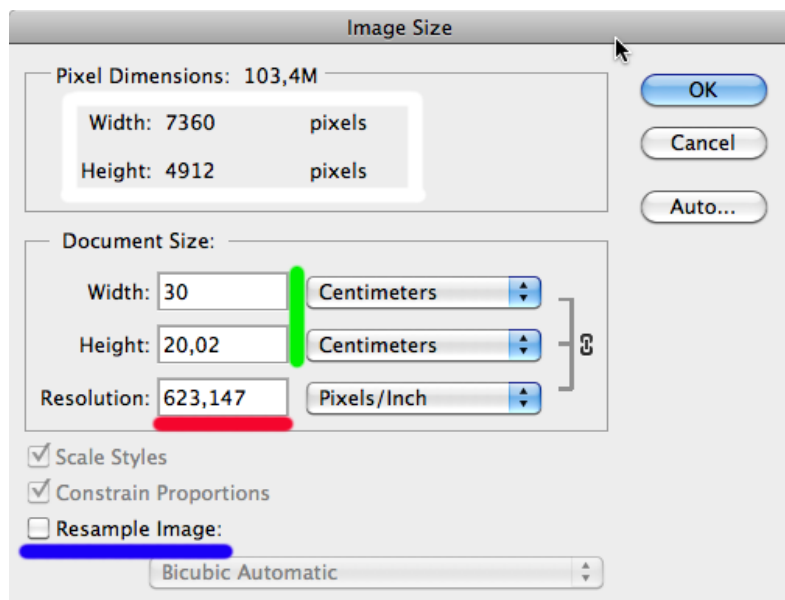 Image Size
Pixel Dimensions: 103,4M
Width: 7360 pixels
Height: 4912 pixels
OK
Cancel
Auto...
Document Size:
Width: 30 Centimeters
Height: 20,02 Centimeters
Resolution: 623,147 Pixels/Inch
Scale Styles
Constrain Proportions
Resample Image:
Bicubic Automatic